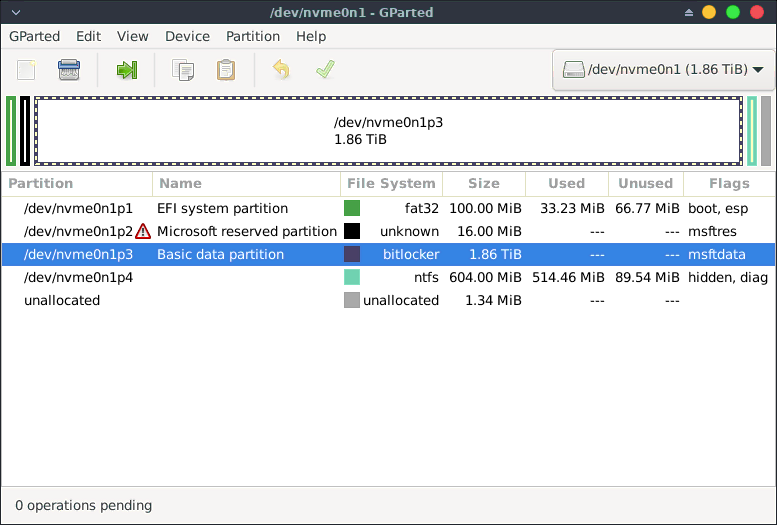 /dev/nvme0n1 - GParted
GParted Edit View Device Partition Help
/dev/nvme0n1 (1.86 TiB)
/dev/nvme0n1p3
1.86 TiB
Partition Name File System Size Used Unused Flags
/dev/nvme0n1p1 EFI system partition fat32 100.00 MiB 33.23 MiB 66.77 MiB boot, esp
/dev/nvme0n1p2 Microsoft reserved partition unknown 16.00 MiB --- --- msftres
/dev/nvme0n1p3 Basic data partition bitlocker 1.86 TiB --- --- msftdata
/dev/nvme0n1p4 ntfs 604.00 MiB 514.46 MiB 89.54 MiB hidden, diag
unallocated unallocated 1.34 MiB --- ---
0 operations pending